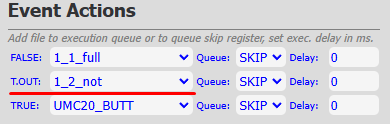 Event Actions
Add file to execution queue or to queue skip register, set exec. delay in ms.
FALSE: 1_1_full Queue: SKIP Delay: 0
T.OUT: 1_2_not Queue: SKIP Delay: 0
TRUE: UMC20_BUTT Queue: SKIP Delay: 0